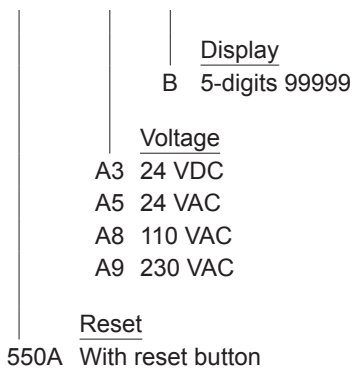 Display
B 5-digits 99999
Voltage
A3 24 VDC
A5 24 VAC
A8 110 VAC
A9 230 VAC
Reset
550A With reset button